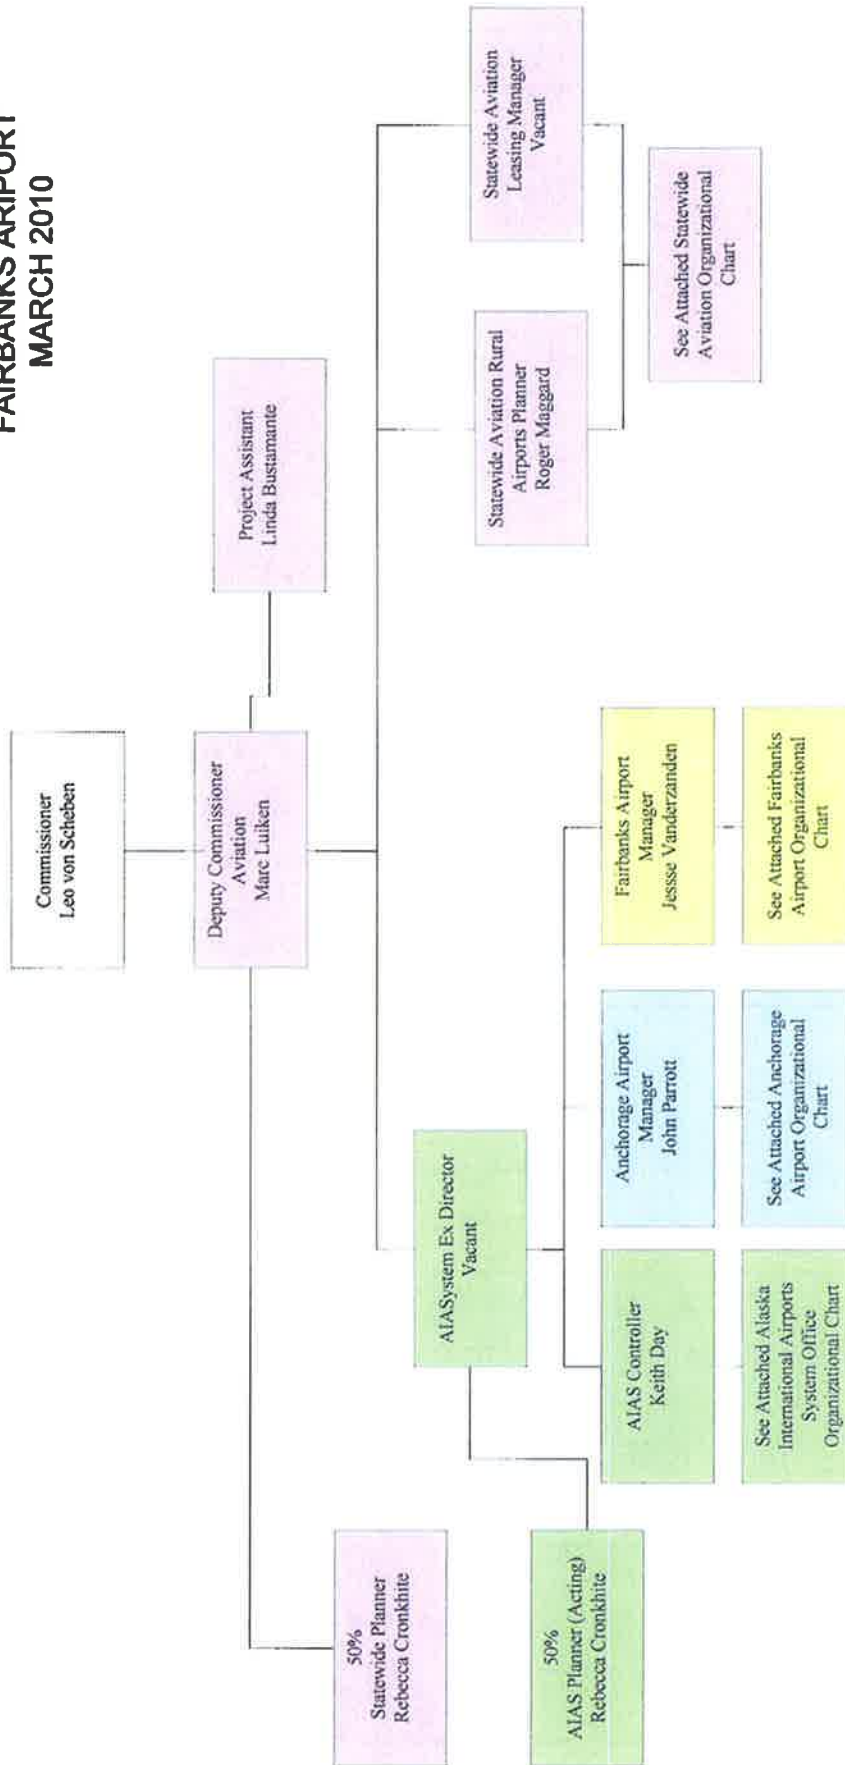 FAIRBANKS ARIPORT
MARCH 2010
Commissioner
Leo von Scheben
Deputy Commissioner
Aviation
Marc Luiken
Project Assistant
Linda Bustamante
50%
Statewide Planner
Rebecca Cronkhite
AIASystem Ex Director
Vacant
Statewide Aviation Rural
Airports Planner
Roger Maggard
Statewide Aviation
Leasing Manager
Vacant
50%
AIAS Planner (Acting)
Rebecca Cronkhite
AIAS Controller
Keith Day
Anchorage Airport
Manager
John Parrott
Fairbanks Airport
Manager
Jessse Vanderzanden
See Attached Statewide
Aviation Organizational
Chart
See Attached Alaska
International Airports
System Office
Organizational Chart
See Attached Anchorage
Airport Organizational
Chart
See Attached Fairbanks
Airport Organizational
Chart